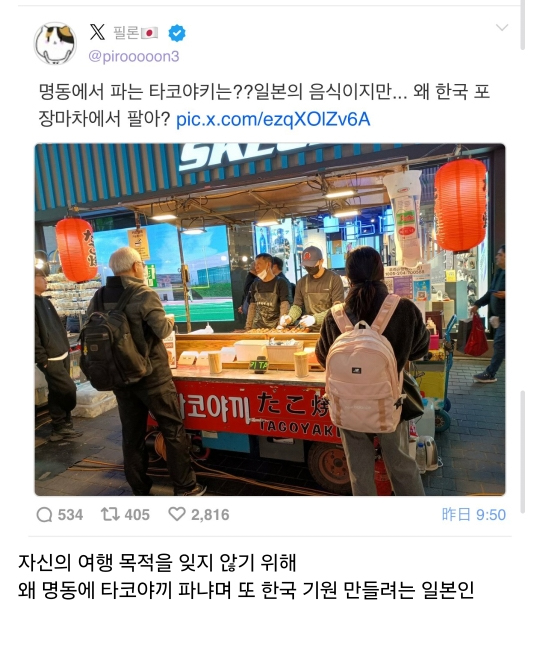 필론🇯🇵
@pirooooon3
명동에서 파는 타코야키는??일본의 음식이지만... 왜 한국 포
장마차에서 팔아? pic.x.com/ezqXOlZv6A
たこ焼
타코야끼 たこ焼
TAGOYAKI
534 405 2,816 昨日 9:50
자신의 여행 목적을 잊지 않기 위해
왜 명동에 타코야끼 파냐며 또 한국 기원 만들려는 일본인